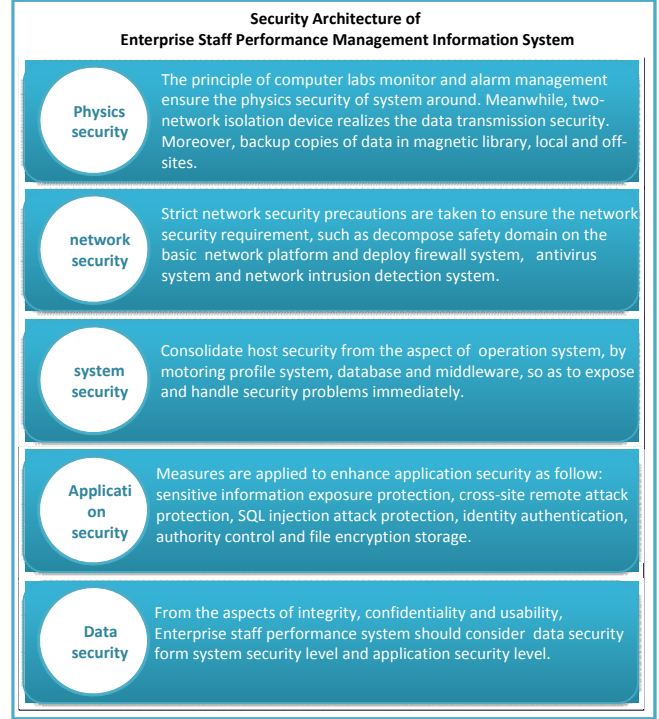 Security Architecture of
Enterprise Staff Performance Management Information System
Physics
security
The principle of computer labs monitor and alarm management
ensure the physics security of system around. Meanwhile, two-
network isolation device realizes the data transmission security.
Moreover, backup copies of data in magnetic library, local and off-
sites.
network
security
Strict network security precautions are taken to ensure the network
security requirement, such as decompose safety domain on the
basic network platform and deploy firewall system, antivirus
system and network intrusion detection system.
system
security
Consolidate host security from the aspect of operation system, by
motoring profile system, database and middleware, so as to expose
and handle security problems immediately.
Applicati
on
security
Measures are applied to enhance application security as follow:
sensitive information exposure protection, cross-site remote attack
protection, SQL injection attack protection, identity authentication,
authority control and file encryption storage.
Data
security
From the aspects of integrity, confidentiality and usability,
Enterprise staff performance system should consider data security
form system security level and application security level.